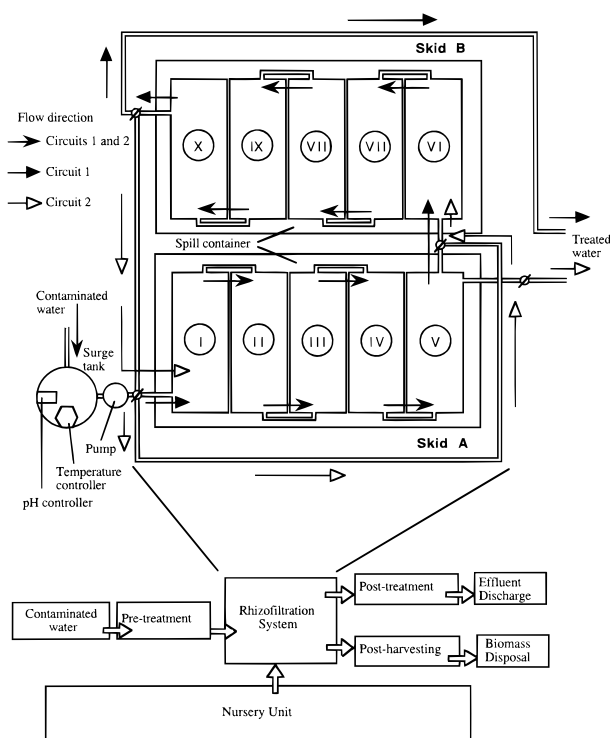 Skid B
Flow direction
Circuits 1 and 2
Circuit 1
Circuit 2
X
IX
VII
VII
VI
Spill container
Treated
water
Contaminated
water
Surge
tank
I
II
III
IV
V
Pump
Skid A
Temperature
controller
pH controller
Contaminated
water
Pre-treatment
Rhizofiltration
System
Post-treatment
Effluent
Discharge
Post-harvesting
Biomass
Disposal
Nursery Unit